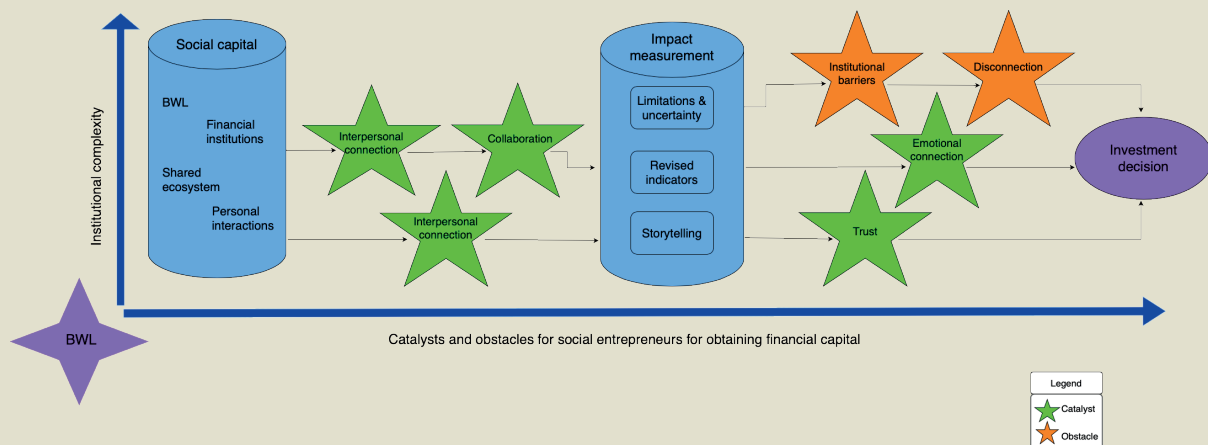 Social capital
BWL
Financial
institutions
Shared
ecosystem
Personal
interactions
Institutional complexity
Interpersonal
connection
Collaboration
Interpersonal
connection
Impact
measurement
Limitations &
uncertainty
Revised
indicators
Storytelling
Institutional
barriers
Disconnection
Emotional
connection
Trust
Investment
decision
BWL
Catalysts and obstacles for social entrepreneurs for obtaining financial capital
Legend
Catalyst
Obstacle